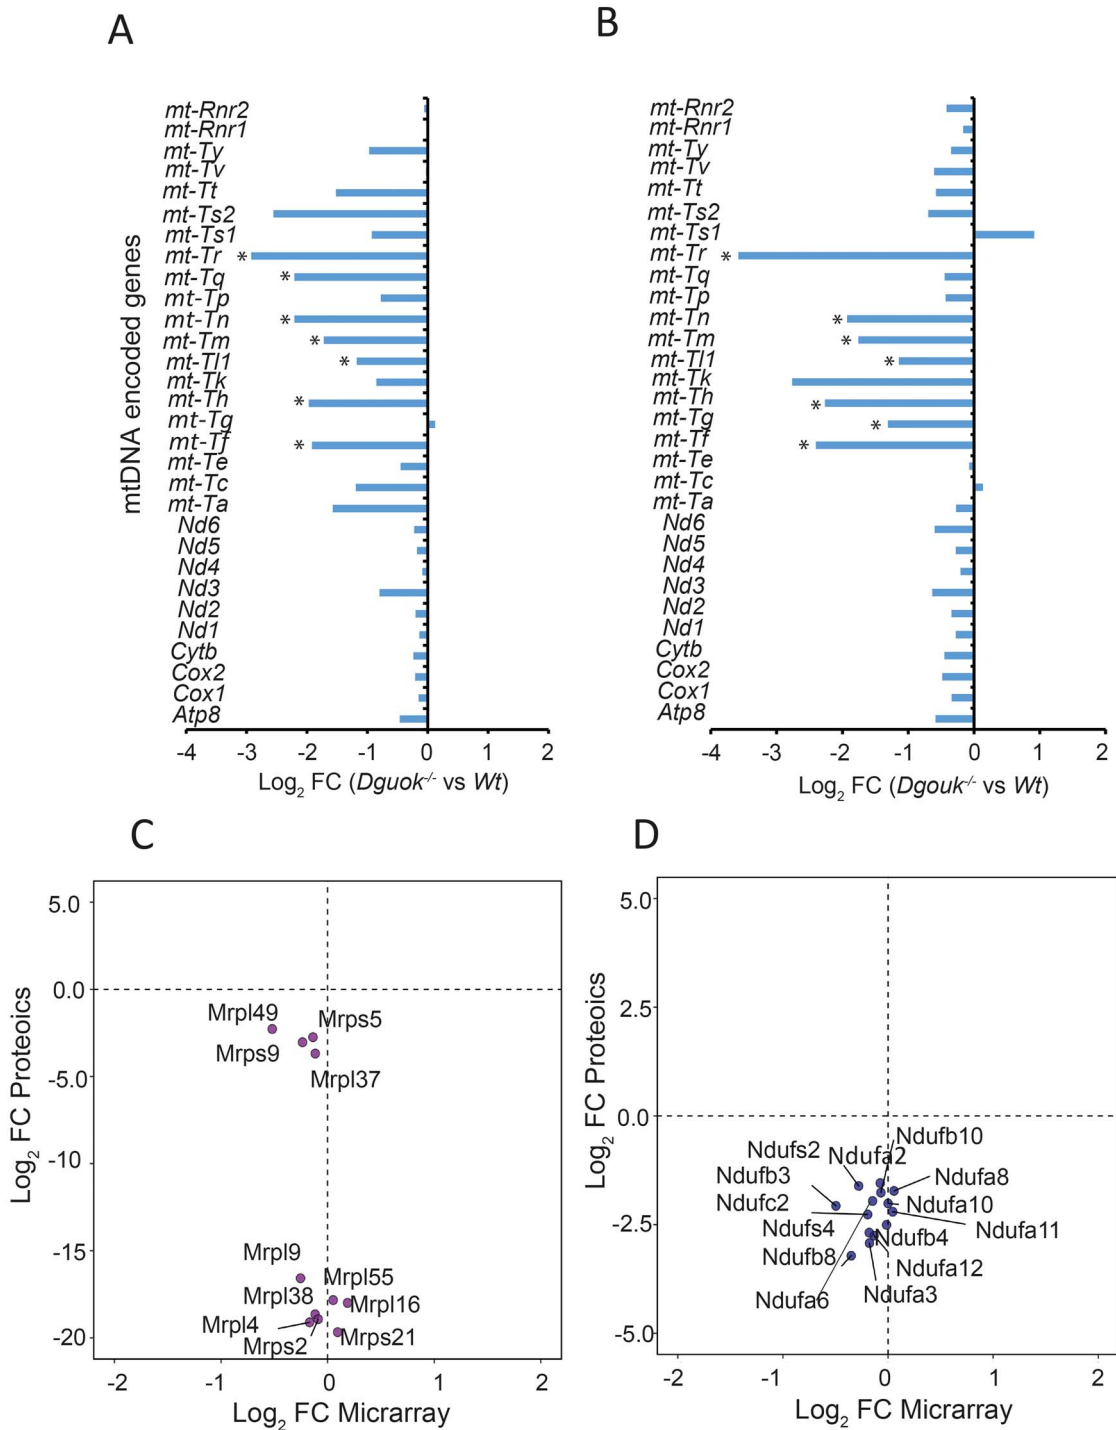 A
mt-Rnr2
mt-Rnr1
mt-Ty
mt-Tv
mt-Tt
mt-Ts2
mt-Ts1
mt-Tr *
mt-Tq *
mt-Tp
mt-Tn *
mt-Tm *
mt-Tl1 *
mt-Tk
mt-Th *
mt-Tg
mt-Tf *
mt-Te
mt-Tc
mt-Ta
Nd6
Nd5
Nd4
Nd3
Nd2
Nd1
Cytb
Cox2
Cox1
Atp8
mtDNA encoded genes
-4 -3 -2 -1 0 1 2
Log2 FC (Dguok-/- vs Wt)
B
mt-Rnr2
mt-Rnr1
mt-Ty
mt-Tv
mt-Tt
mt-Ts2
mt-Ts1
mt-Tr *
mt-Tq
mt-Tp
mt-Tn *
mt-Tm *
mt-Tl1 *
mt-Tk
mt-Th *
mt-Tg *
mt-Tf *
mt-Te
mt-Tc
mt-Ta
Nd6
Nd5
Nd4
Nd3
Nd2
Nd1
Cytb
Cox2
Cox1
Atp8
-4 -3 -2 -1 0 1 2
Log2 FC (Dgouk-/- vs Wt)
C
Log2 FC Proteoics
5.0
0.0
-5.0
-10
-15
-20
Mrpl49
Mrps5
Mrps9
Mrpl37
Mrpl9
Mrpl55
Mrpl38
Mrpl16
Mrpl4
Mrps2
Mrps21
-2 -1 0 1 2
Log2 FC Micrarray
D
Log2 FC Proteoics
5.0
2.5
0.0
-2.5
-5.0
Ndufb10
Ndufs2
Ndufa2
Ndufb3
Ndufa8
Ndufc2
Ndufa10
Ndufs4
Ndufb4
Ndufa11
Ndufb8
Ndufa12
Ndufa6
Ndufa3
-2 -1 0 1 2
Log2 FC Micrarray